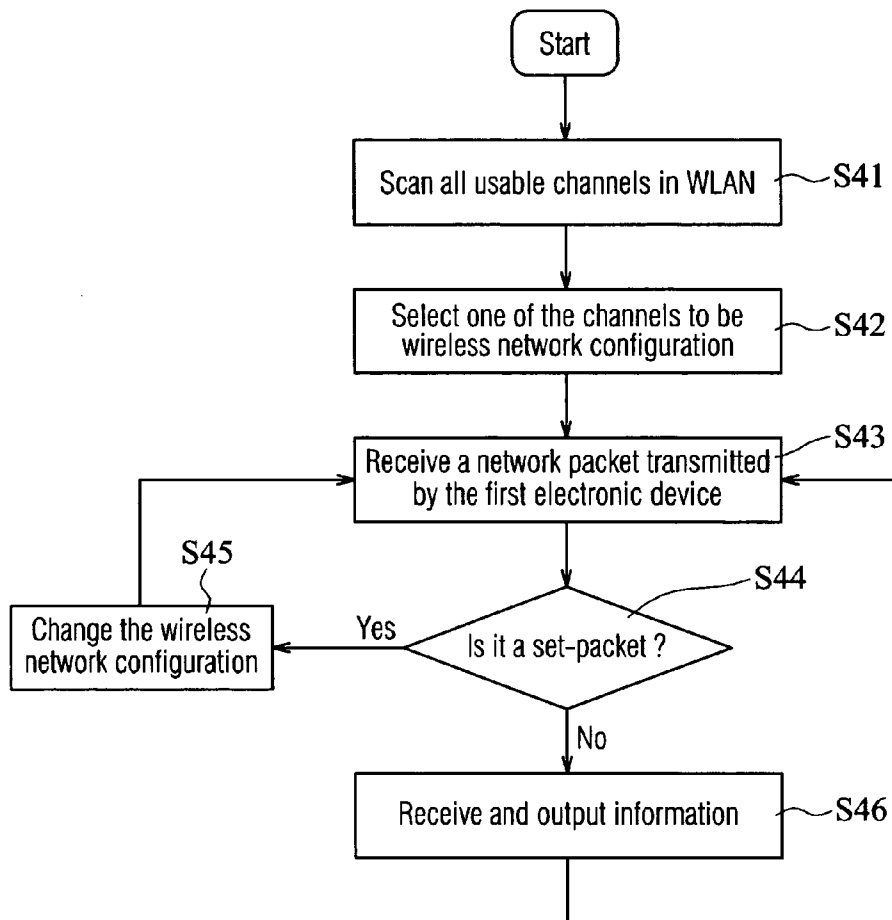 Start
Scan all usable channels in WLAN
S41
Select one of the channels to be
wireless network configuration
S42
S43
Receive a network packet transmitted
by the first electronic device
S45
S44
Change the wireless
network configuration
Yes
Is it a set-packet ?
No
Receive and output information
S46